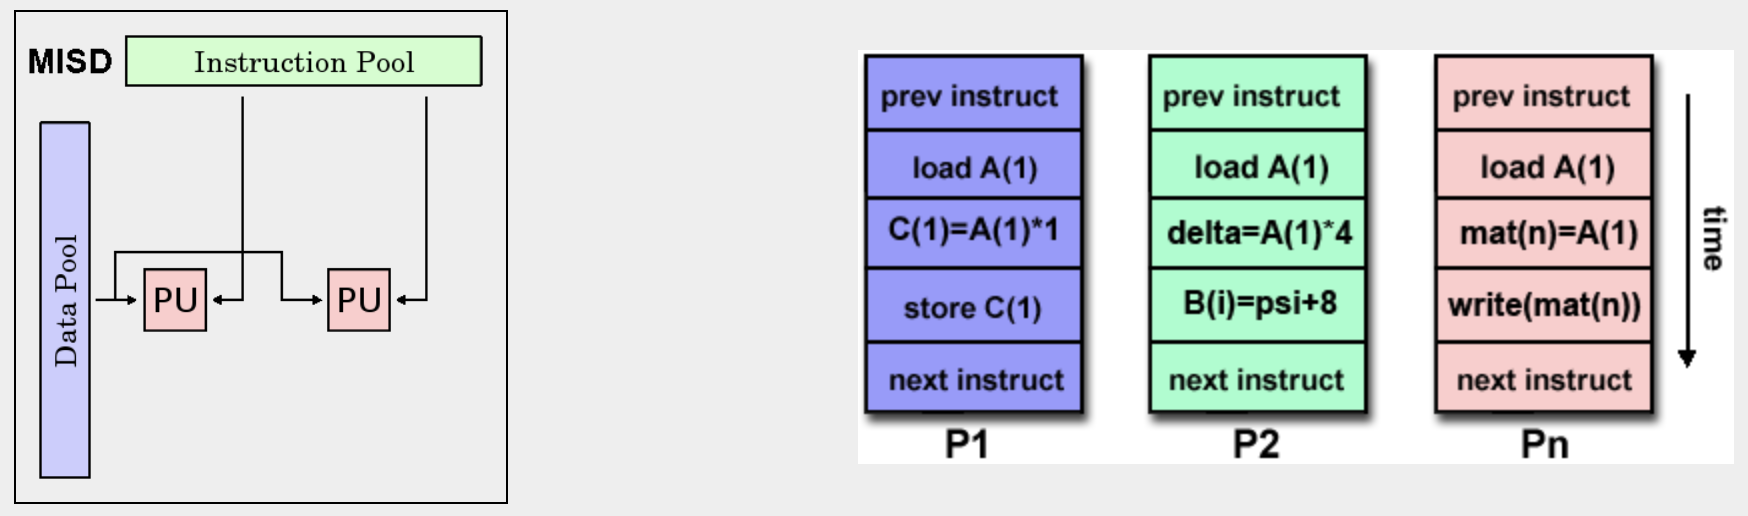 MISD
Instruction Pool
Data Pool
PU
PU
prev instruct
load A(1)
C(1)=A(1)*1
store C(1)
next instruct
P1
prev instruct
load A(1)
delta=A(1)*4
B(i)=psi+8
next instruct
P2
prev instruct
load A(1)
mat(n)=A(1)
write(mat(n))
next instruct
Pn
time